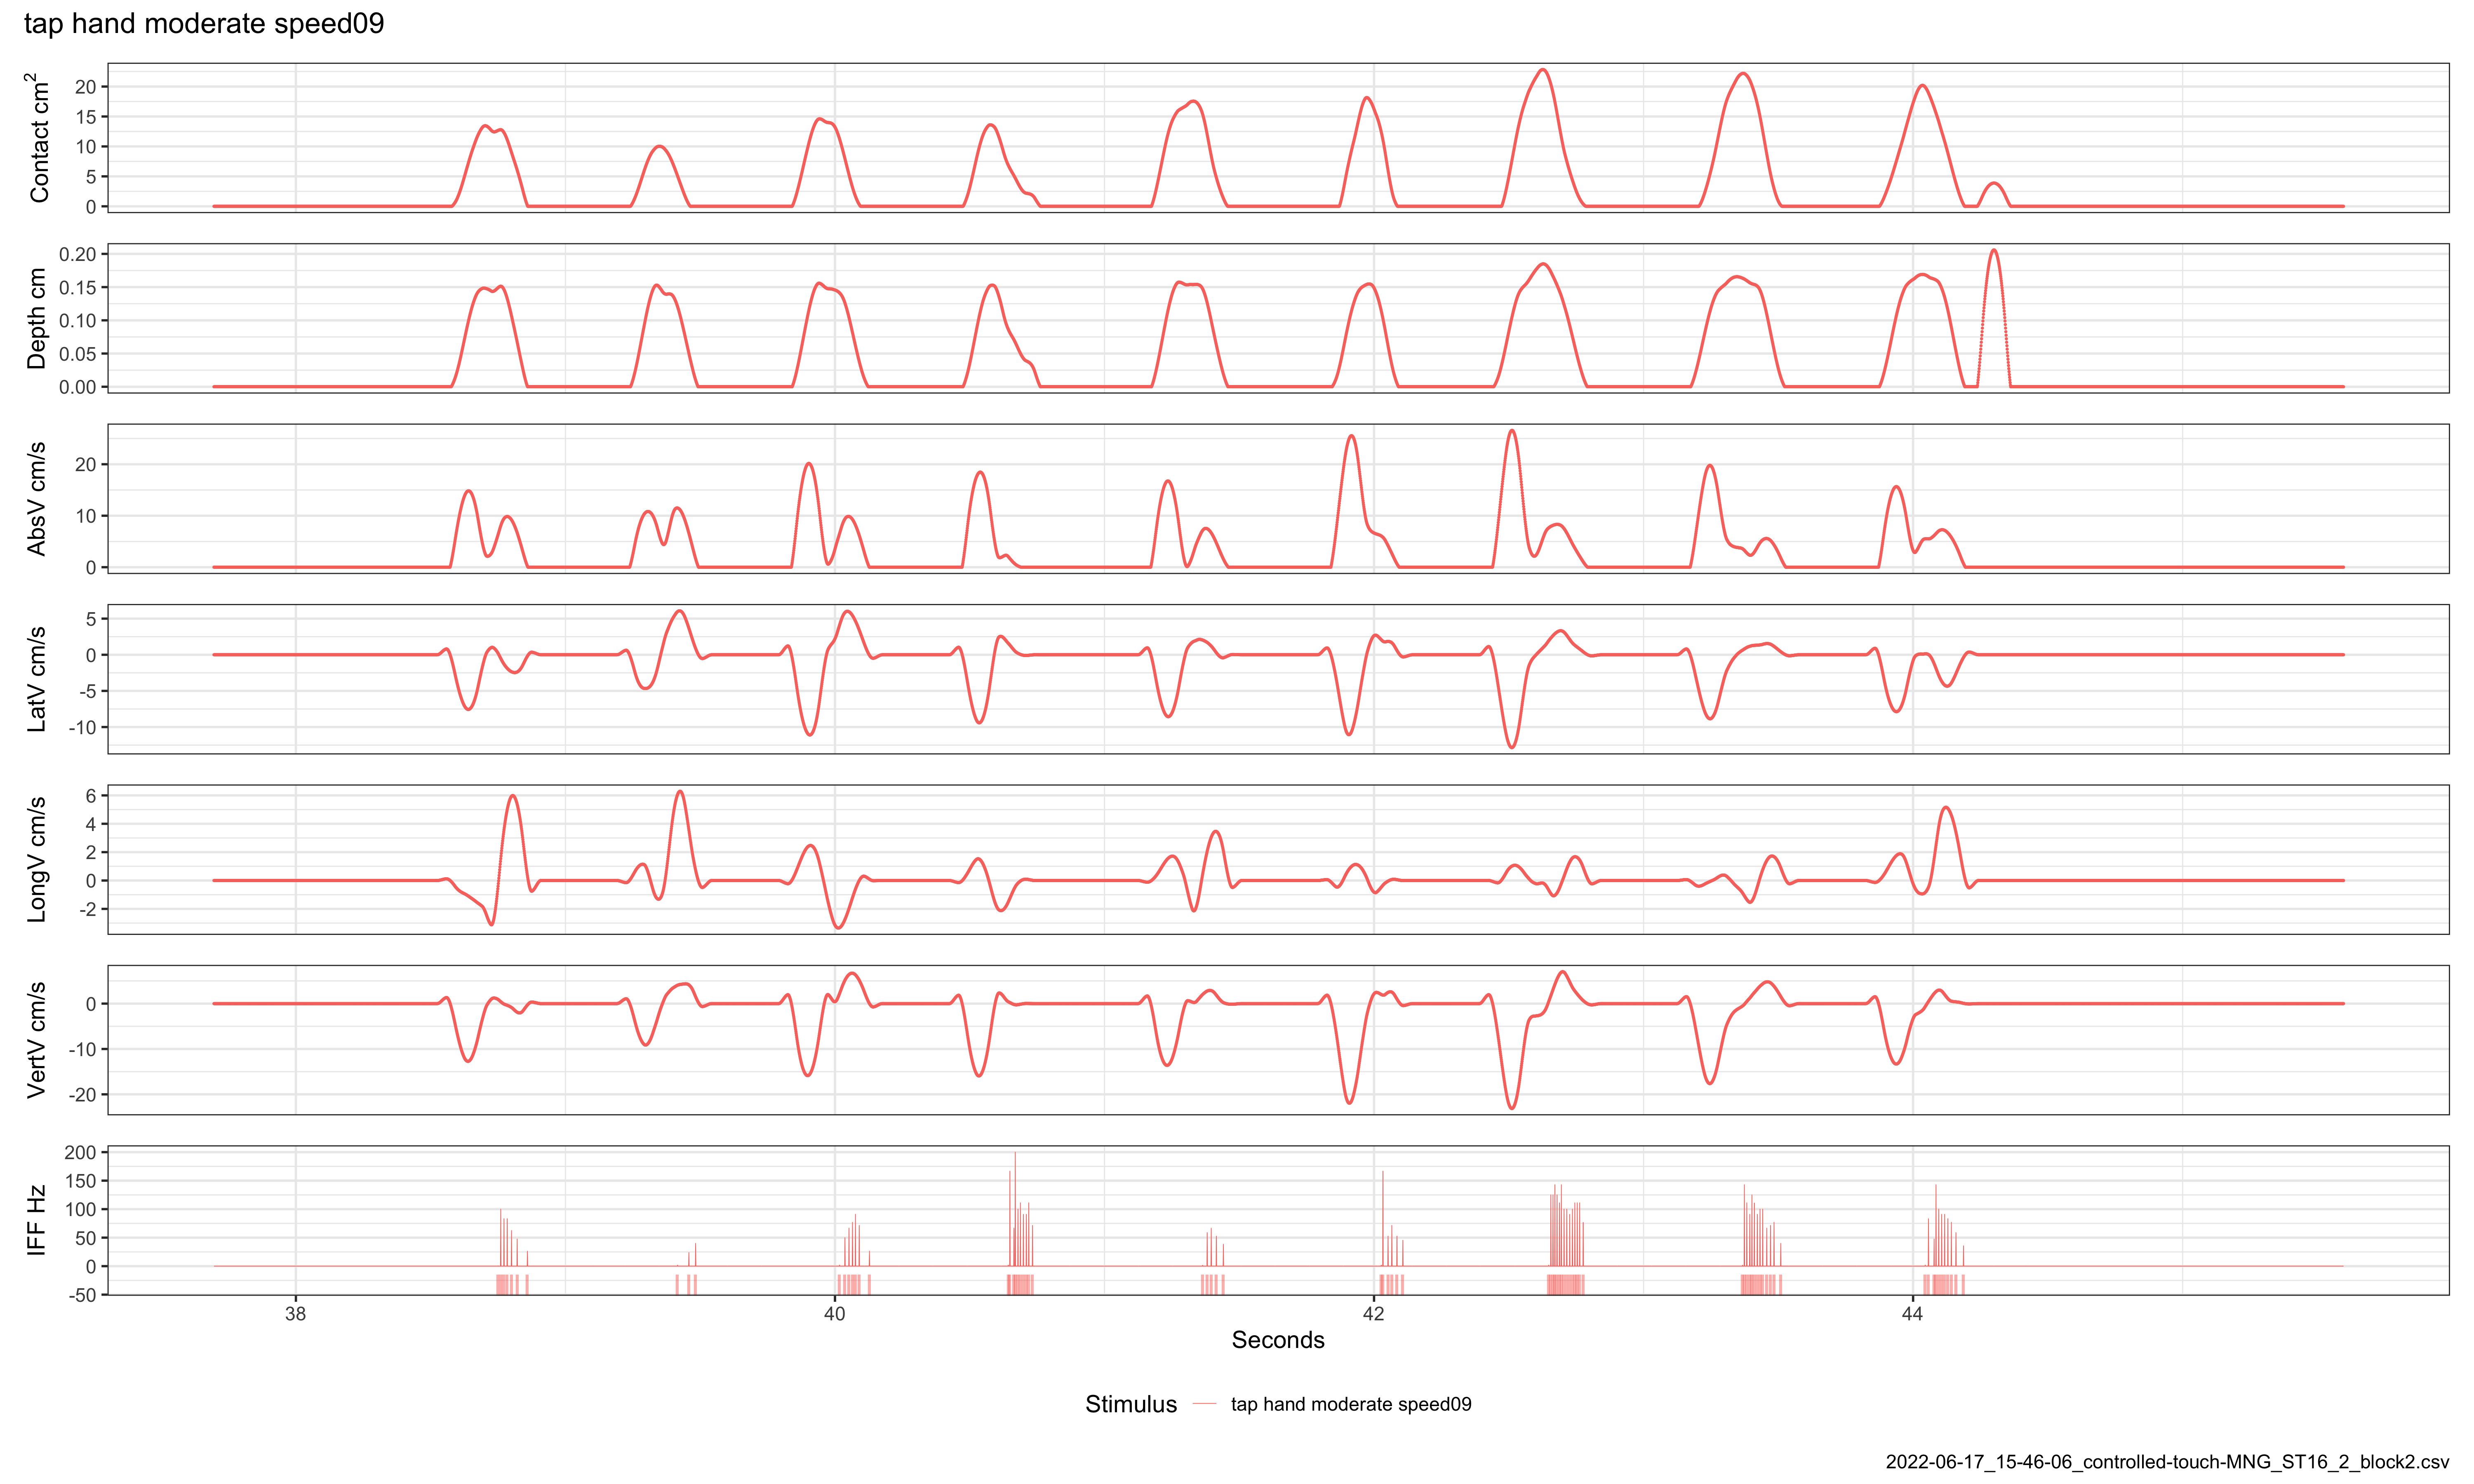 tap hand moderate speed09
Contact cm²
20
15
10
5
0
Depth cm
0.20
0.15
0.10
0.05
0.00
AbsV cm/s
20
10
0
LatV cm/s
5
0
-5
-10
LongV cm/s
6
4
2
0
-2
VertV cm/s
0
-10
-20
IFF Hz
200
150
100
50
0
-50
38 40 42 44
Seconds
Stimulus tap hand moderate speed09
2022-06-17_15-46-06_controlled-touch-MNG_ST16_2_block2.csv